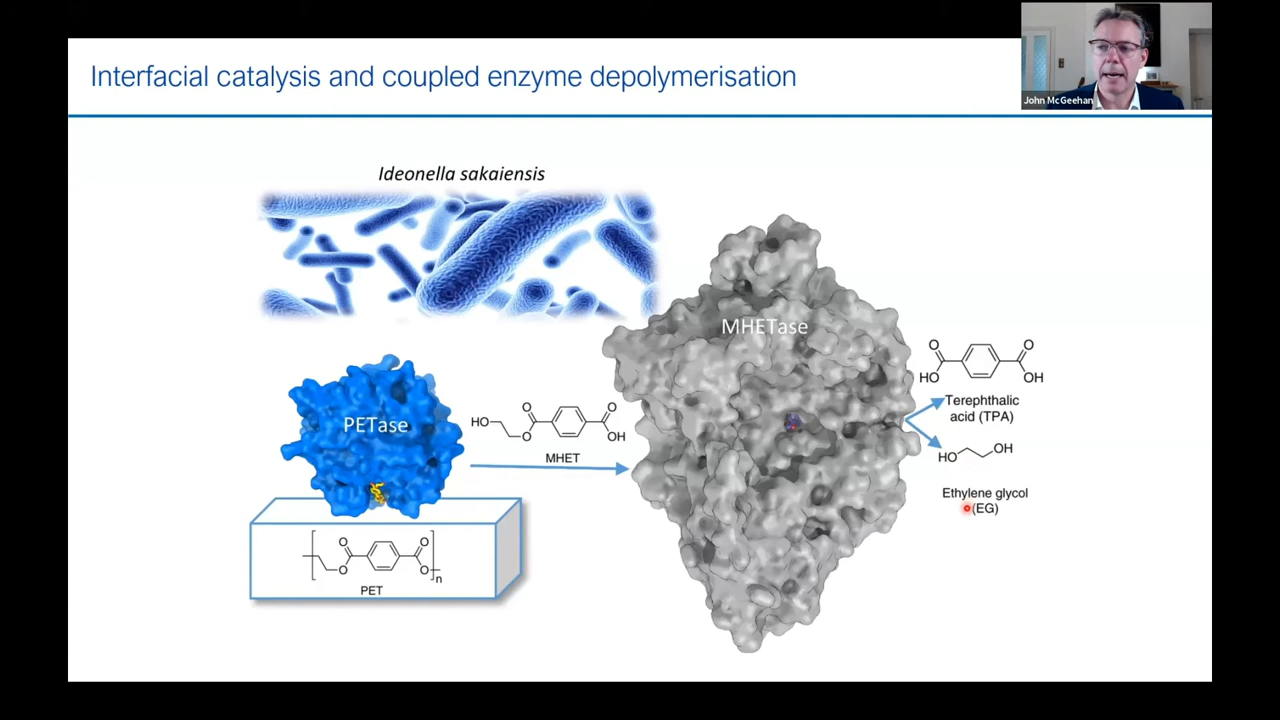 Interfacial catalysis and coupled enzyme depolymerisation
John McGeehan
Ideonella sakaiensis
MHETase
PETase
HO
O
O
O
OH
MHET
O
O
HO
OH
Terephthalic
acid (TPA)
HO
OH
Ethylene glycol
(EG)
O
O
O
O
n
PET